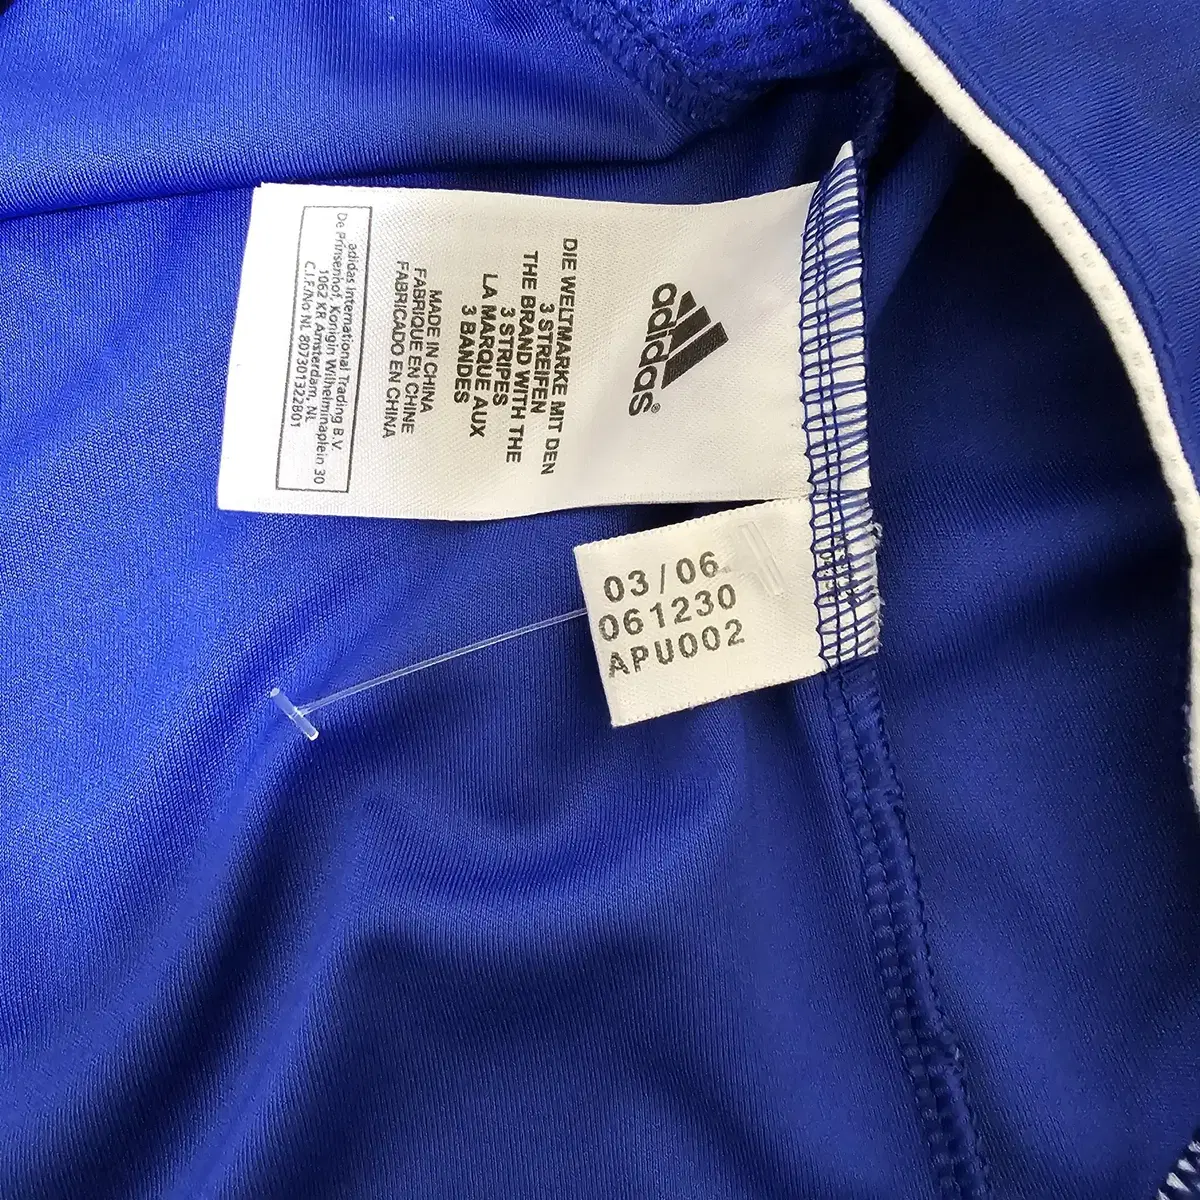 adidas®
DIE WELTMARKE MIT DEN
3 STREIFEN
THE BRAND WITH THE
3 STRIPES
LA MARQUE AUX
3 BANDES
MADE IN CHINA
FABRIQUE EN CHINE
FABRICADO EN CHINA
adidas International Trading B.V.
De Prinsenhof, Koningin Wilhelminaplein 30
1062 KR Amsterdam, NL
C.I.F/No NL 807301322B01
03/06
061230
APU002